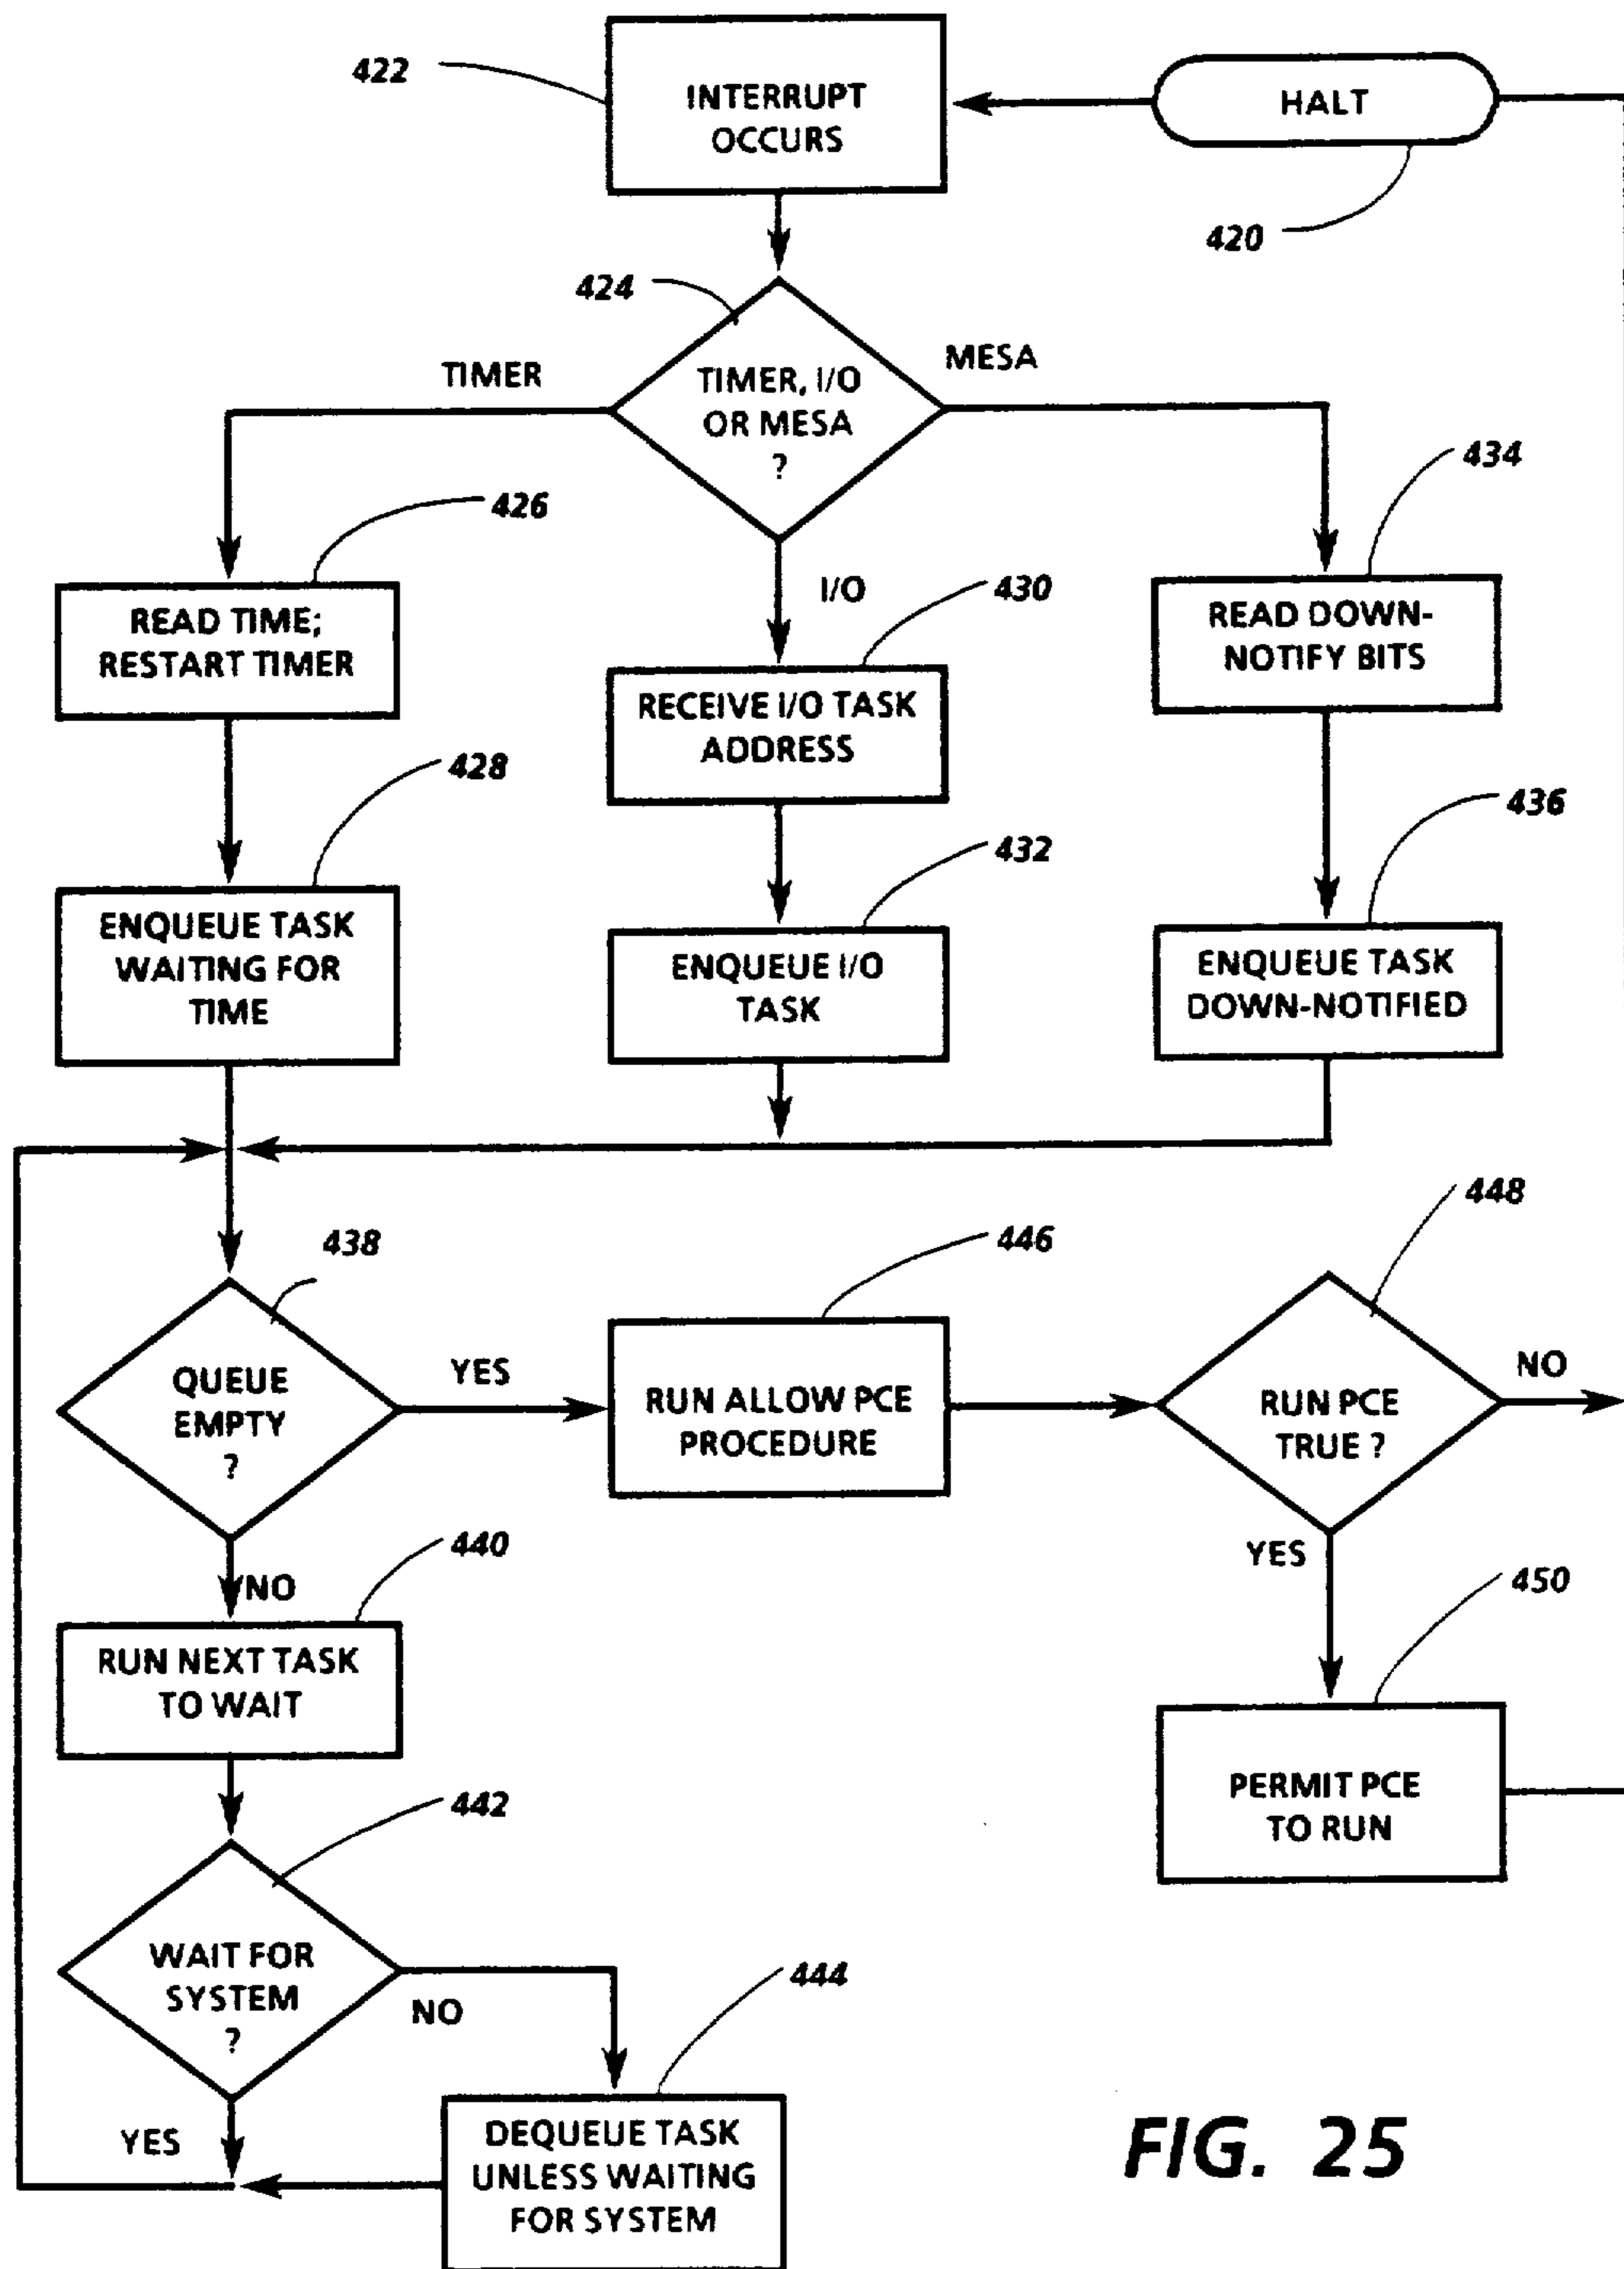 422
INTERRUPT
OCCURS
HALT
420
424
TIMER
TIMER, I/O
OR MESA
?
MESA
434
426
I/O
430
READ TIME;
RESTART TIMER
RECEIVE I/O TASK
ADDRESS
READ DOWN-
NOTIFY BITS
428
432
436
ENQUEUE TASK
WAITING FOR
TIME
ENQUEUE I/O
TASK
ENQUEUE TASK
DOWN-NOTIFIED
438
446
448
QUEUE
EMPTY
?
YES
RUN ALLOW PCE
PROCEDURE
RUN PCE
TRUE ?
NO
NO
440
YES
450
RUN NEXT TASK
TO WAIT
PERMIT PCE
TO RUN
442
WAIT FOR
SYSTEM
?
NO
444
YES
DEQUEUE TASK
UNLESS WAITING
FOR SYSTEM
FIG. 25